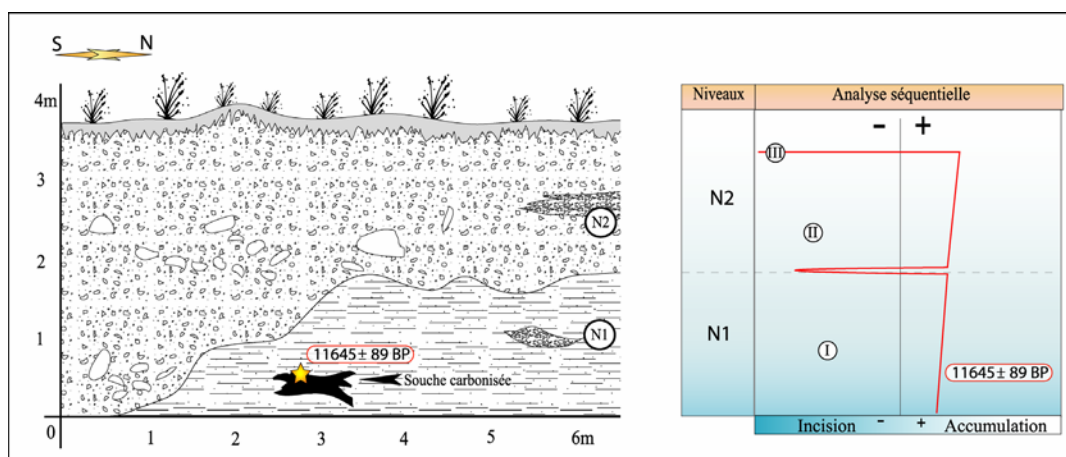 S N
4m
3
2
1
0
1 2 3 4 5 6m
N2
N1
11645± 89 BP
Souche carbonisée
Niveaux Analyse séquentielle
- +
III
N2
II
N1
I
11645± 89 BP
Incision - + Accumulation